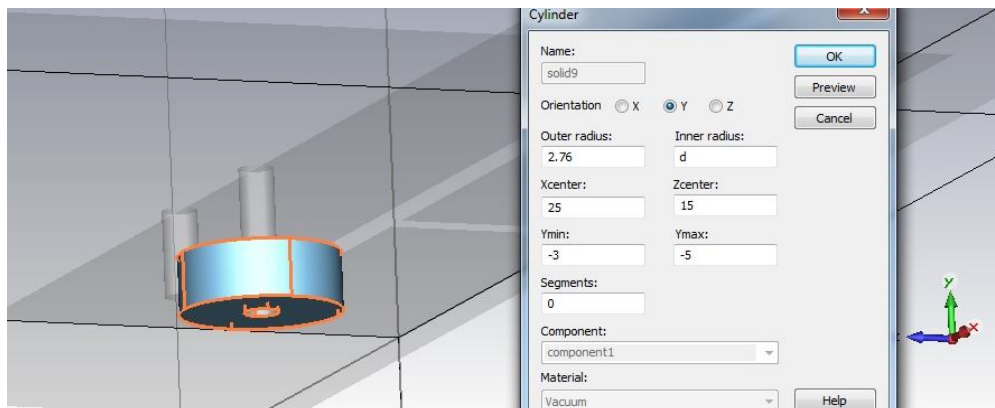 Cylinder
Name:
solid9
OK
Preview
Cancel
Orientation X Y Z
Outer radius: Inner radius:
2.76 d
Xcenter: Zcenter:
25 15
Ymin: Ymax:
-3 -5
Segments:
0
Component:
component1
Material:
Vacuum
Help
y
x